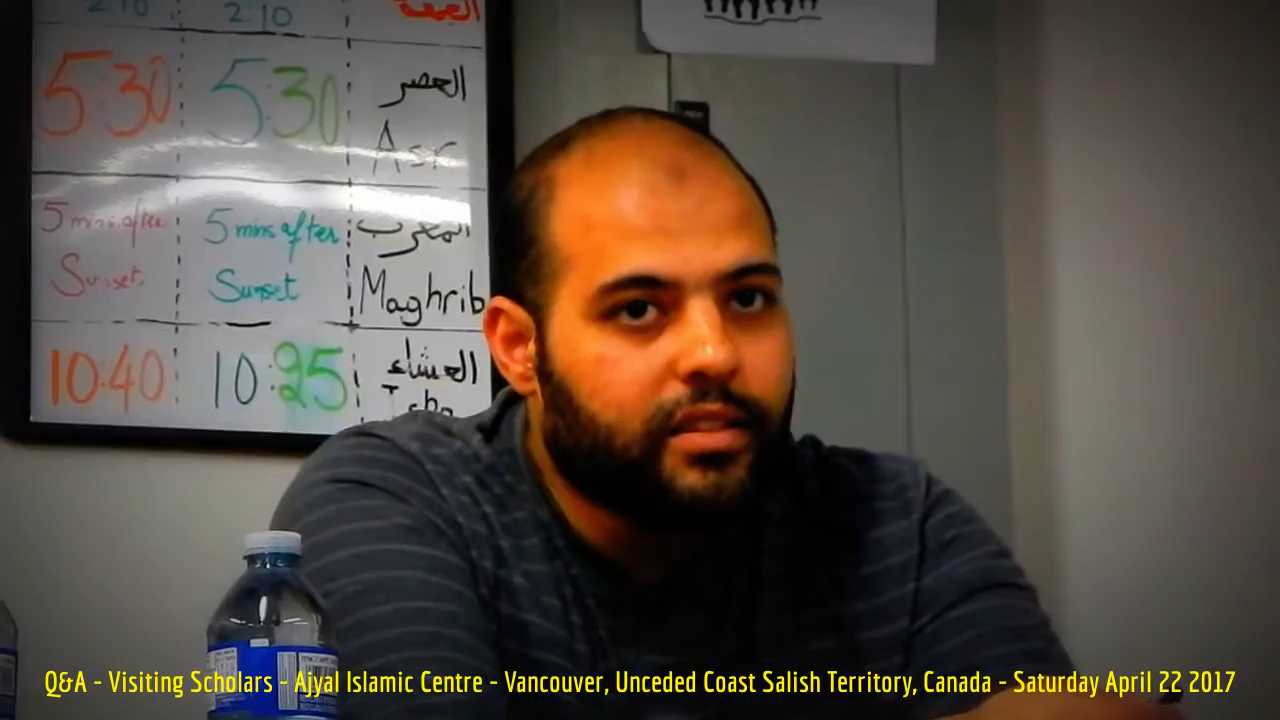 2:10 2:10 الجمعة
5:30 5:30 العصر
Asr
5 mins after 5 mins after المغرب
Sunset. Sunset Maghrib
10:40 10:25 العشاء
Isha
Q&A - Visiting Scholars - Ajyal Islamic Centre - Vancouver, Unceded Coast Salish Territory, Canada - Saturday April 22 2017